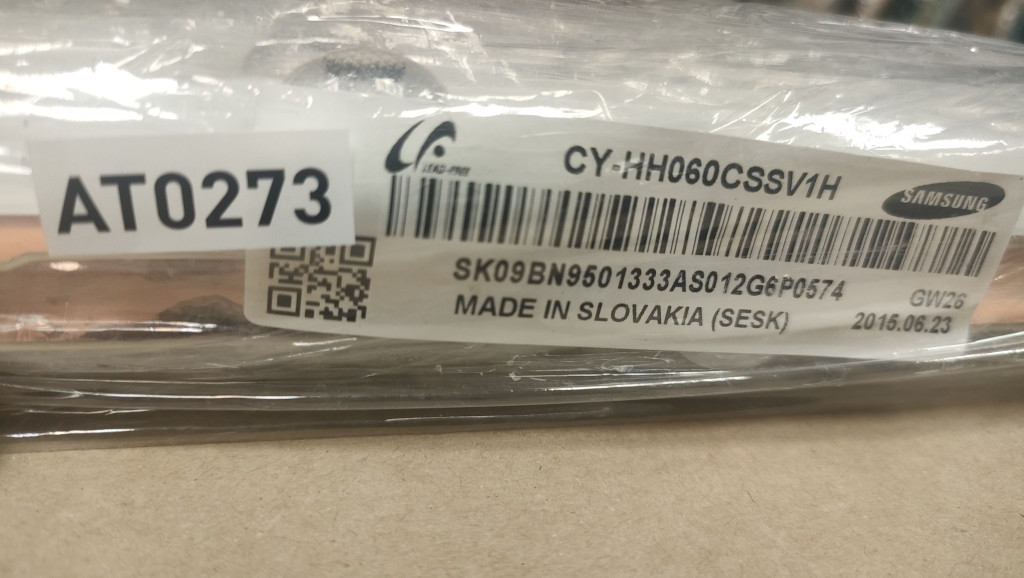 AT0273
LEAD-FREE
CY-HH060CSSV1H
SAMSUNG
SK09BN9501333AS012G6P0574
GW26
MADE IN SLOVAKIA (SESK)
2015.06.23